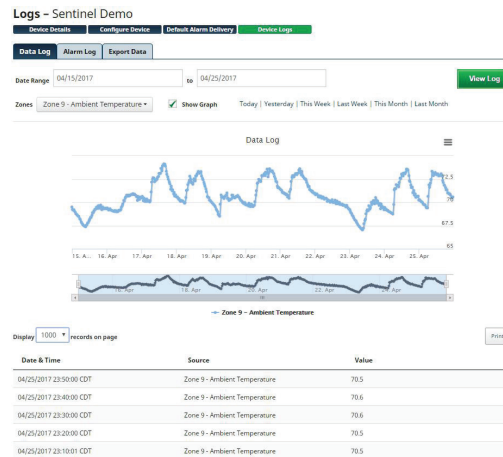 Logs – Sentinel Demo
Device Details Configure Device Default Alarm Delivery Device Logs
Data Log Alarm Log Export Data
Date Range 04/15/2017 to 04/25/2017 View Log
Zones Zone 9 - Ambient Temperature Show Graph Today | Yesterday | This Week | Last Week | This Month | Last Month
Data Log
72.5
70
67.5
65
15. A... 16. Apr 17. Apr 18. Apr 19. Apr 20. Apr 21. Apr 22. Apr 23. Apr 24. Apr 25. Apr
16. Apr 18. Apr 20. Apr 22. Apr 24. Apr
Zone 9 – Ambient Temperature
Display 1000 records on page Print
Date & Time Source Value
04/25/2017 23:50:00 CDT Zone 9 - Ambient Temperature 70.5
04/25/2017 23:40:00 CDT Zone 9 - Ambient Temperature 70.6
04/25/2017 23:30:00 CDT Zone 9 - Ambient Temperature 70.6
04/25/2017 23:20:00 CDT Zone 9 - Ambient Temperature 70.5
04/25/2017 23:10:01 CDT Zone 9 - Ambient Temperature 70.5